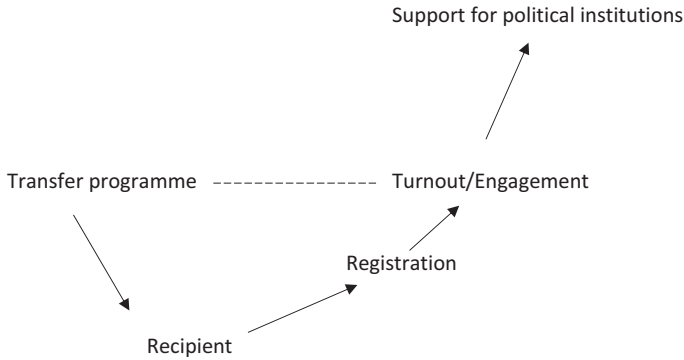 Support for political institutions
Transfer programme
Turnout/Engagement
Registration
Recipient